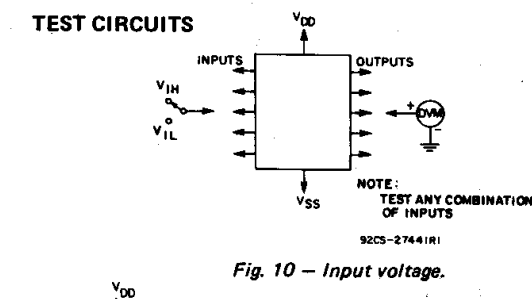 TEST CIRCUITS
VDD
INPUTS
OUTPUTS
VIH
VIL
+
DVM
-
VSS
NOTE:
TEST ANY COMBINATION
OF INPUTS
92CS-27441R1
Fig. 10 — Input voltage.
VDD